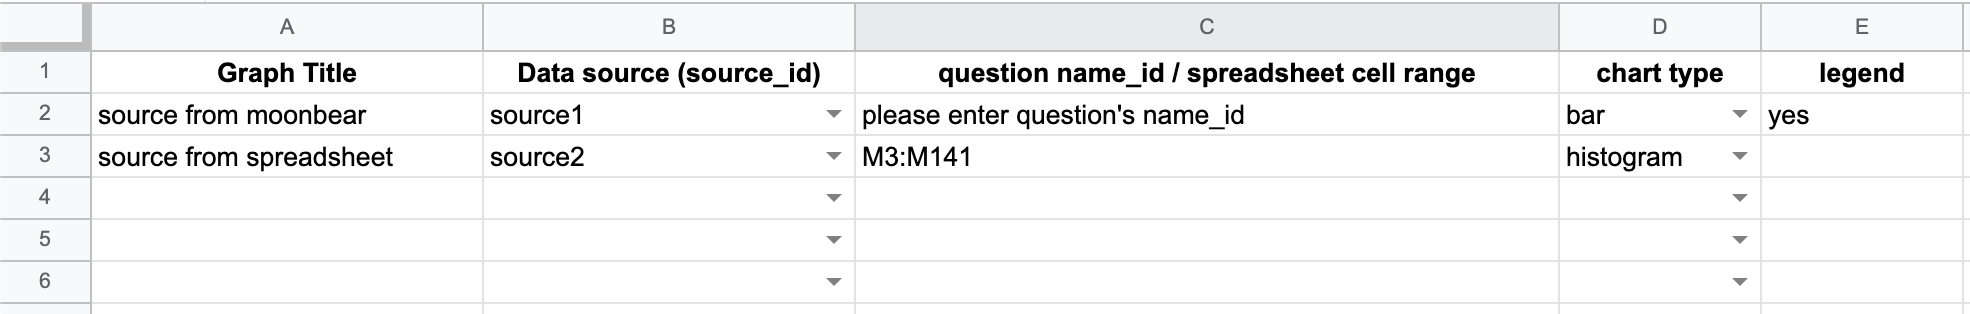 A B C D E
1 Graph Title Data source (source_id) question name_id / spreadsheet cell range chart type legend
2 source from moonbear source1 please enter question's name_id bar yes
3 source from spreadsheet source2 M3:M141 histogram
4
5
6